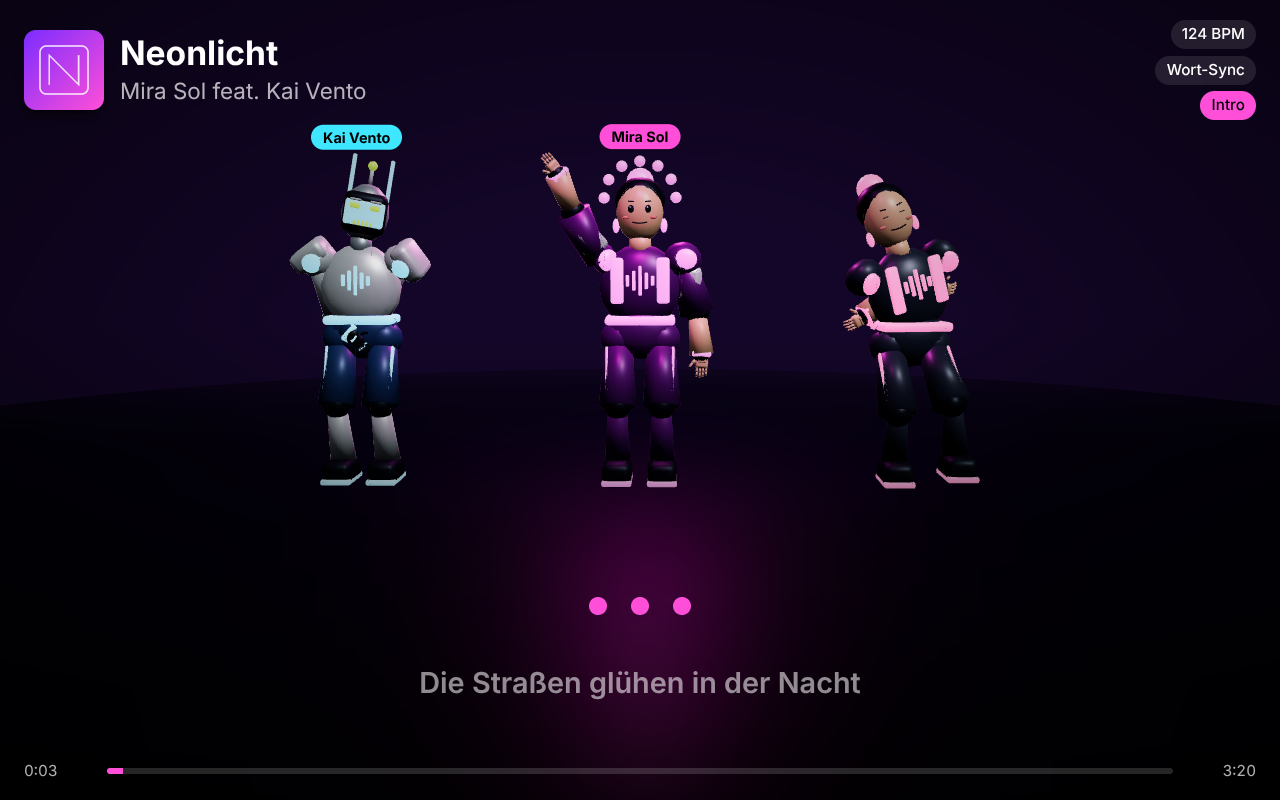 N
Neonlicht
Mira Sol feat. Kai Vento
124 BPM
Wort-Sync
Intro
Kai Vento
Mira Sol
Die Straßen glühen in der Nacht
0:03
3:20